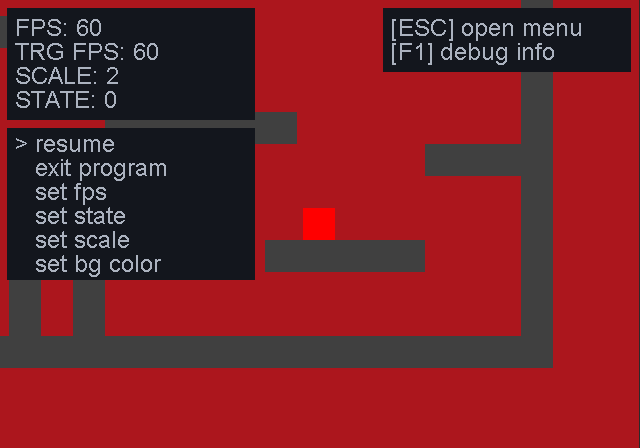 FPS: 60
TRG FPS: 60
SCALE: 2
STATE: 0
[ESC] open menu
[F1] debug info
> resume
exit program
set fps
set state
set scale
set bg color